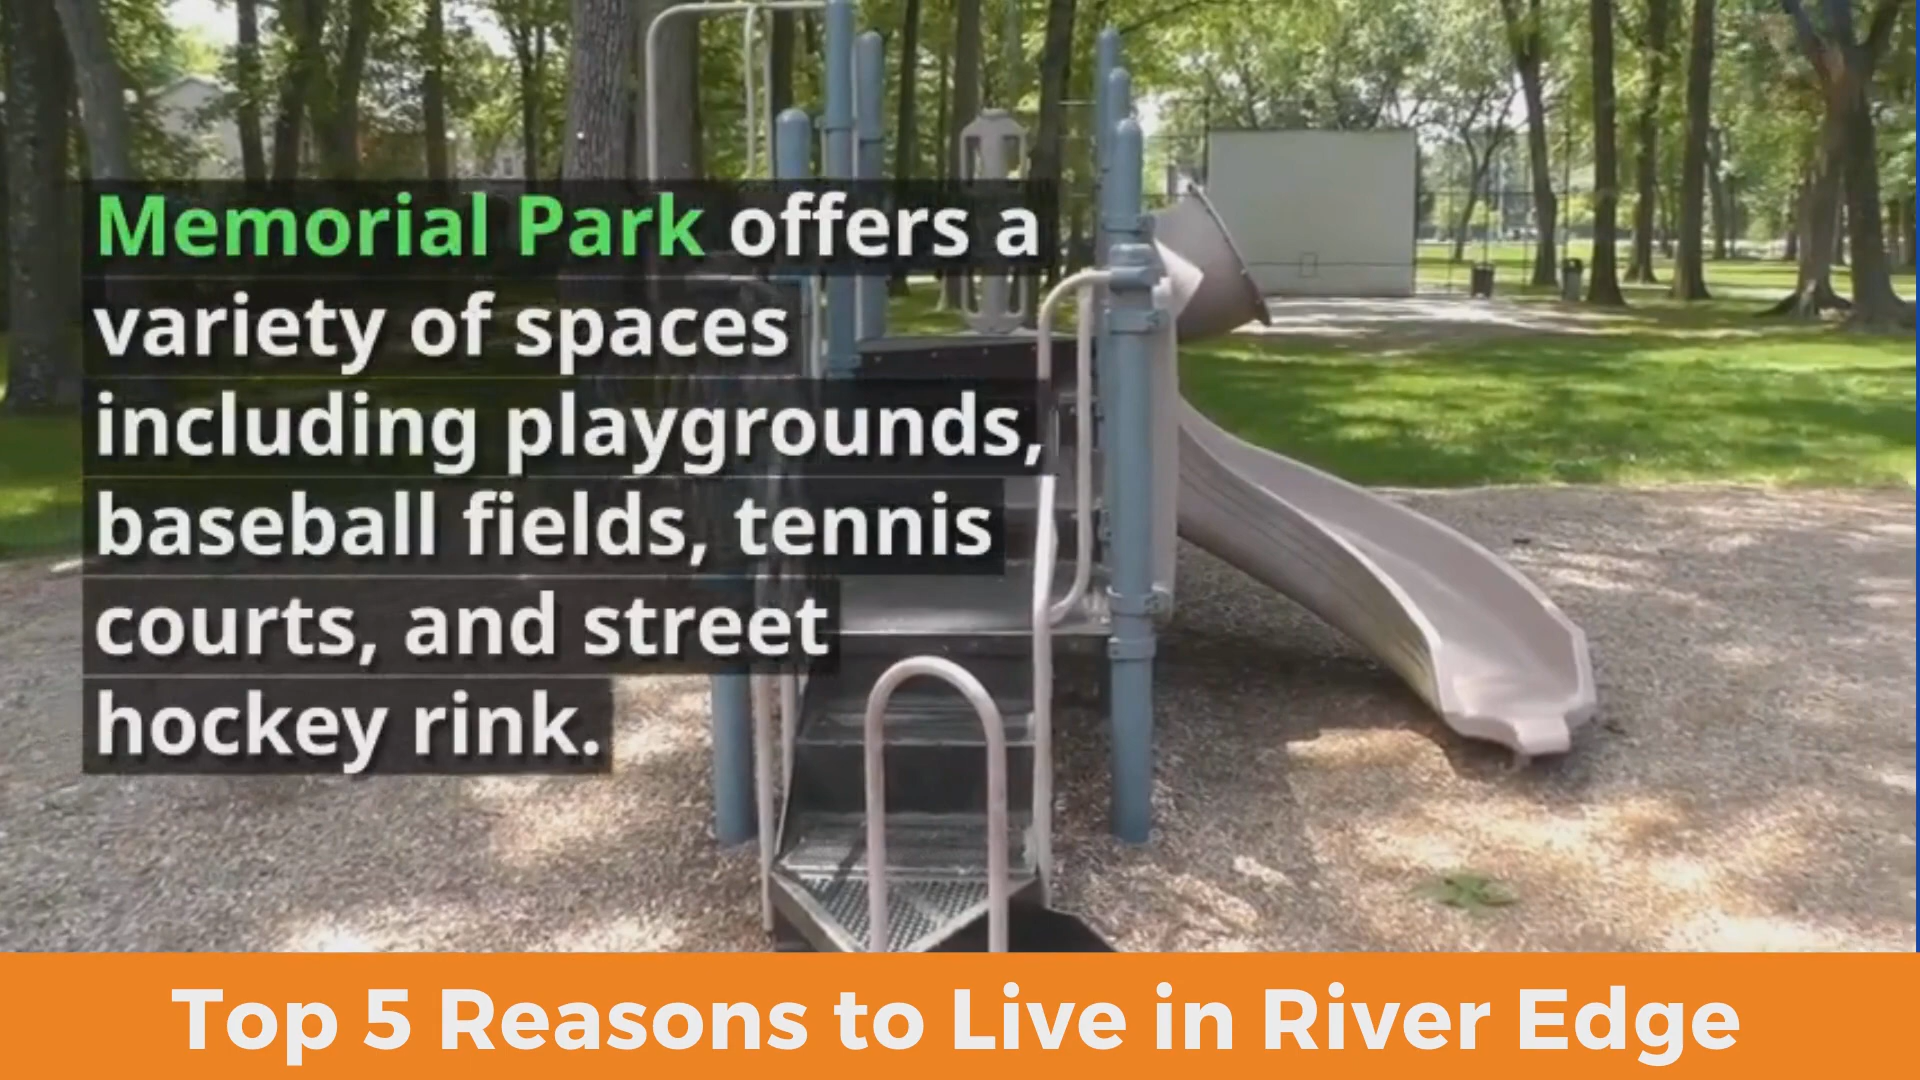 Memorial Park offers a
variety of spaces
including playgrounds,
baseball fields, tennis
courts, and street
hockey rink.
Top 5 Reasons to Live in River Edge